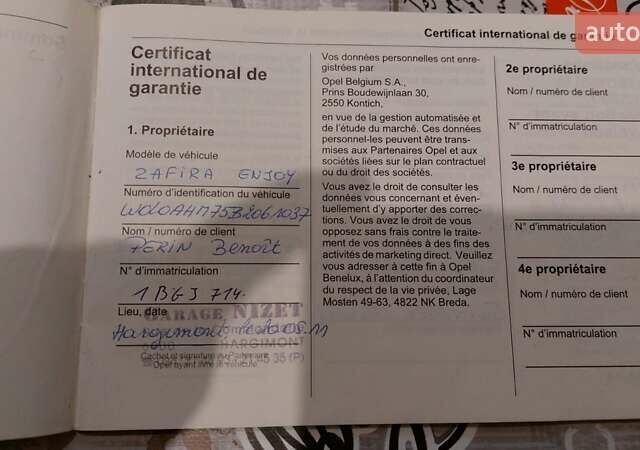 Certificat international de ga
auto
Certificat
international de
garantie
1. Propriétaire
Modèle de véhicule
ZAFIRA ENJOY
Numéro d'identification du véhicule
W0L0AHM75B2061037
Nom / numéro de client
PERIN Benoît
N° d'immatriculation
1 BGJ 714.
Lieu, date
GARAGE NIZET
Hargimont
HARGIMONT
Cachet et signature du Partenaire
Opel ayant livré le véhicule
Vos données personnelles ont enre-
gistrées par
Opel Belgium S.A.,
Prins Boudewijnlaan 30,
2550 Kontich,
en vue de la gestion automatisée et
de l'étude du marché. Ces données
personnel-les peuvent être trans-
mises aux Partenaires Opel et aux
sociétés liées sur le plan contractuel
ou du droit des sociétés.
Vous avez le droit de consulter les
données vous concernant et éven-
tuellement d'y apporter des correc-
tions. Vous avez le droit de vous
opposez sans frais contre le traite-
ment de vos données à des fins des
activités de marketing direct. Veuillez
vous adresser à cette fin à Opel
Benelux, à l'attention du coordinateur
du respect de la vie privée, Lage
Mosten 49-63, 4822 NK Breda.
2e propriétaire
Nom / numéro de client
N° d'immatriculation
3e propriétaire
Nom / numéro de client
N° d'immatriculation
4e propriétaire
Nom / numéro de client
N° d'immatriculation